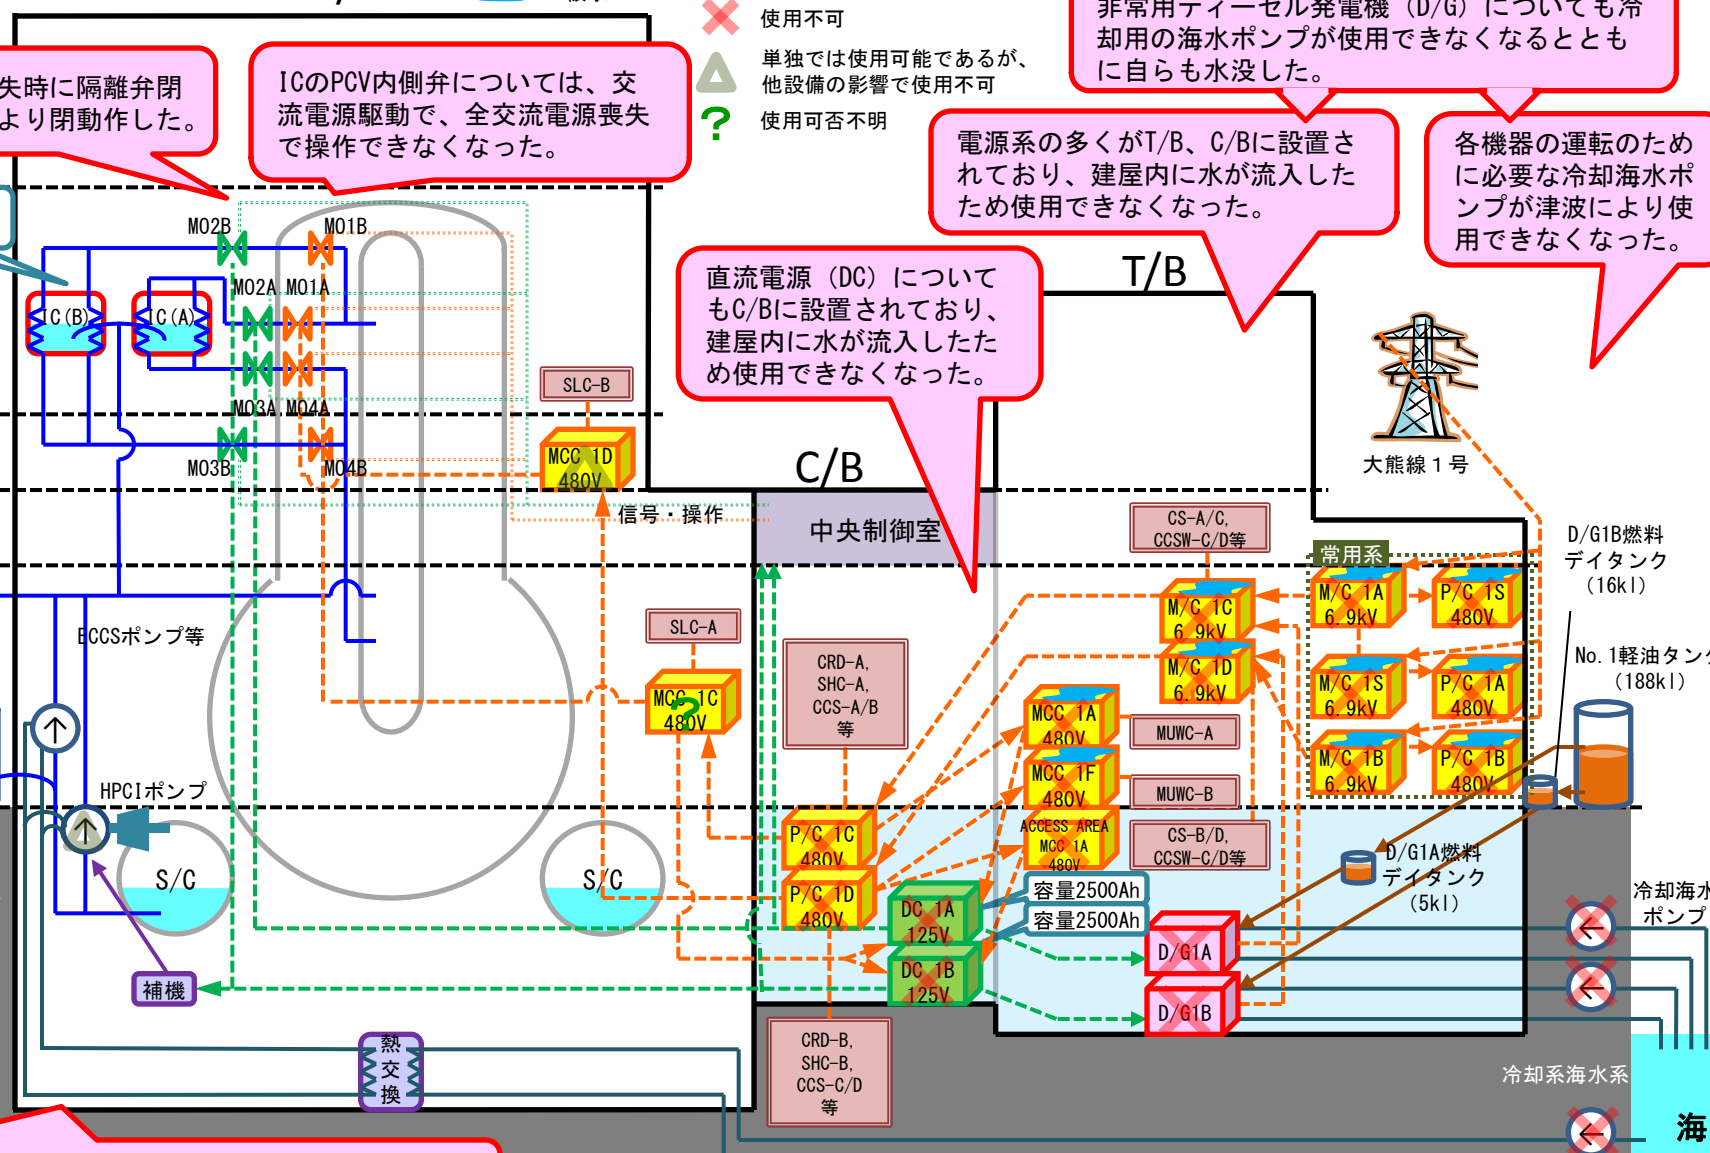 使用不可
単独では使用可能であるが、
他設備の影響で使用不可
使用可否不明
非常用ディーゼル発電機（D/G）についても冷
却用の海水ポンプが使用できなくなるととも
に自らも水没した。
失時に隔離弁閉
より閉動作した。
ICのPCV内側弁については、交
流電源駆動で、全交流電源喪失
で操作できなくなった。
電源系の多くがT/B、C/Bに設置さ
れており、建屋内に水が流入した
ため使用できなくなった。
各機器の運転のため
に必要な冷却海水ポ
ンプが津波により使
用できなくなった。
直流電源（DC）について
もC/Bに設置されており、
建屋内に水が流入したた
め使用できなくなった。
T/B
C/B
MO2B
MO1B
MO2A
MO1A
IC(B)
IC(A)
MO3A
MO4A
MO3B
MO4B
SLC-B
MCC 1D
480V
信号・操作
中央制御室
大熊線１号
CS-A/C,
CCSW-C/D等
常用系
D/G1B燃料
デイタンク
(16kl)
M/C 1A
6.9kV
P/C 1S
480V
M/C 1C
6.9kV
M/C 1D
6.9kV
M/C 1S
6.9kV
P/C 1A
480V
M/C 1B
6.9kV
P/C 1B
480V
No.1軽油タンク
(188kl)
ECCSポンプ等
SLC-A
MCC 1C
480V
CRD-A,
SHC-A,
CCS-A/B
等
MCC 1A
480V
MUWC-A
MCC 1F
480V
MUWC-B
HPCIポンプ
P/C 1C
480V
P/C 1D
480V
ACCESS AREA
MCC 1A
480V
CS-B/D,
CCSW-C/D等
D/G1A燃料
デイタンク
(5kl)
S/C
S/C
DC 1A
125V
DC 1B
125V
容量2500Ah
容量2500Ah
D/G1A
D/G1B
冷却海水
ポンプ
補機
熱
交
換
CRD-B,
SHC-B,
CCS-C/D
等
冷却系海水系
海